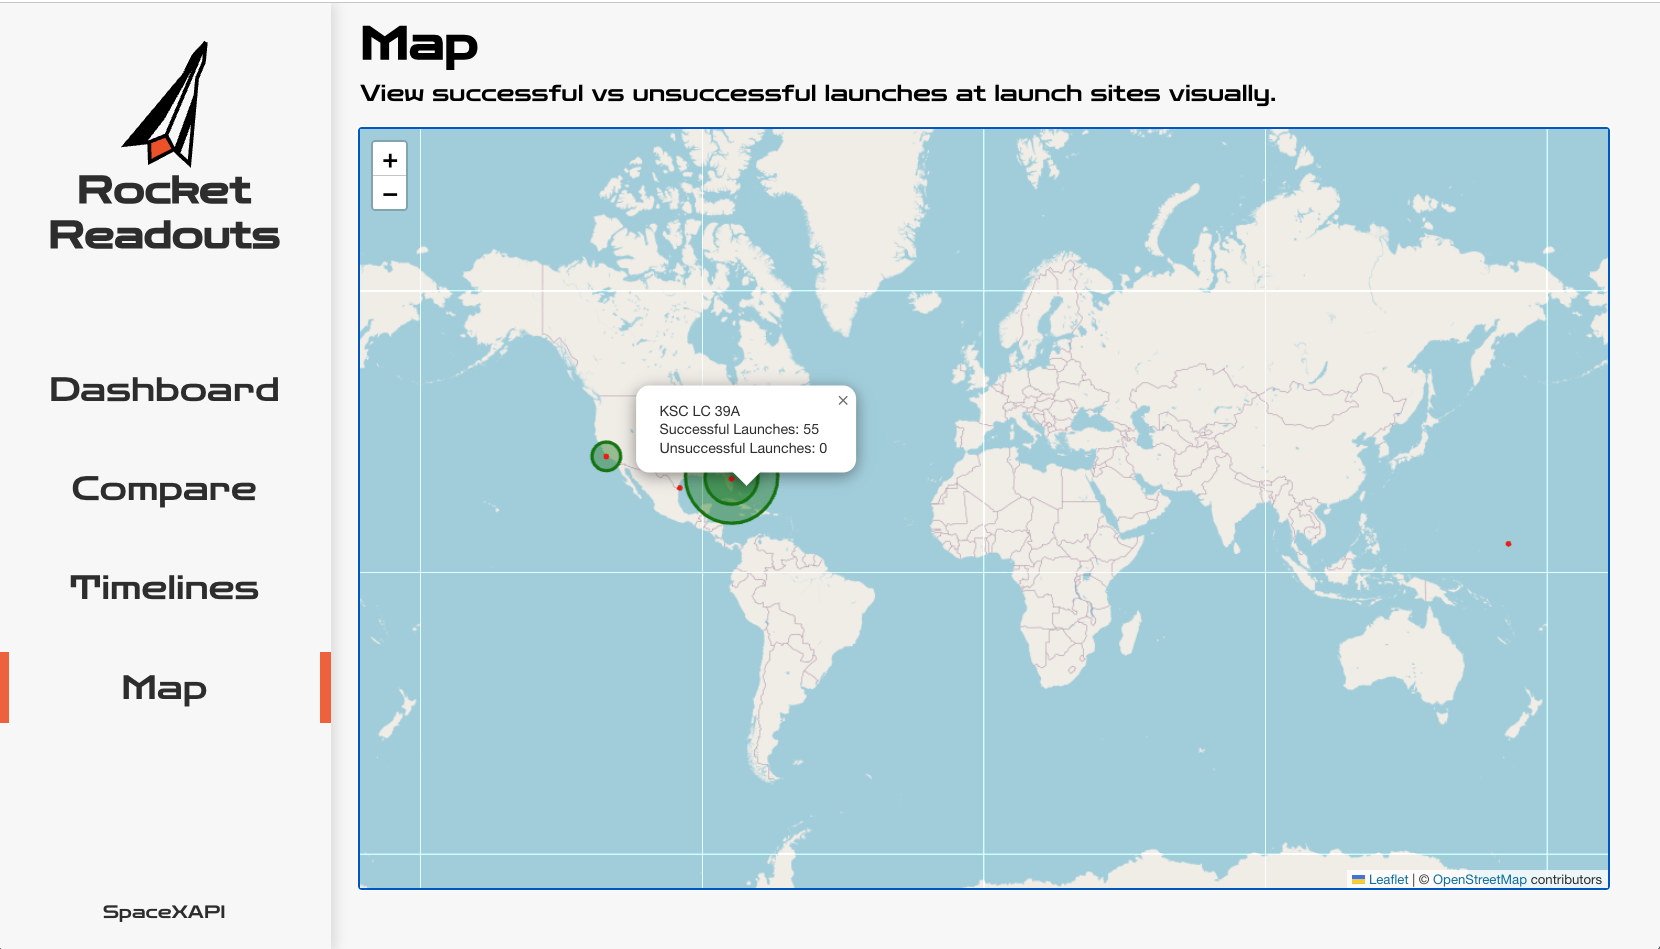 Rocket
Readouts
Dashboard
Compare
Timelines
Map
SpaceXAPI
Map
View successful vs unsuccessful launches at launch sites visually.
+
−
×
KSC LC 39A
Successful Launches: 55
Unsuccessful Launches: 0
Leaflet | © OpenStreetMap contributors